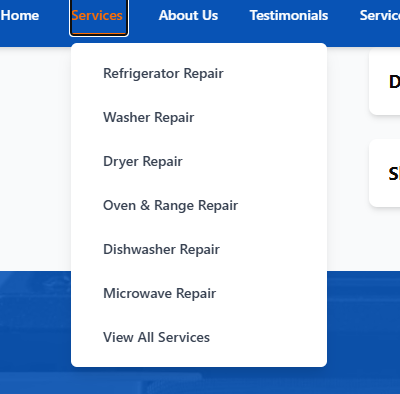 Home Services About Us Testimonials Servic
Refrigerator Repair
Washer Repair
Dryer Repair
Oven & Range Repair
Dishwasher Repair
Microwave Repair
View All Services
D